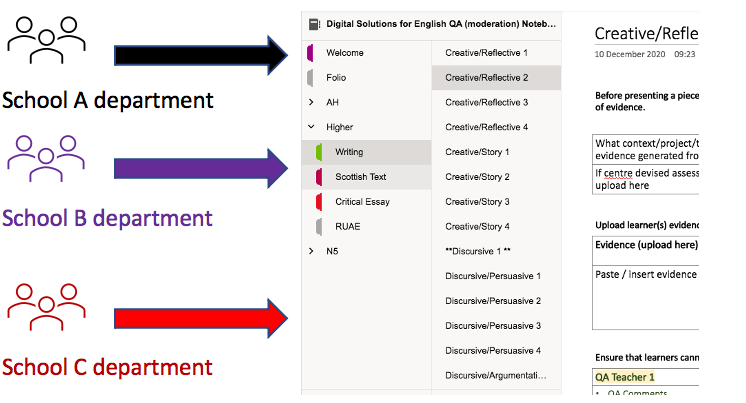 School A department
School B department
School C department
Digital Solutions for English QA (moderation) Noteb...
Welcome
Folio
AH
Higher
Writing
Scottish Text
Critical Essay
RUAE
N5
Creative/Reflective 1
Creative/Reflective 2
Creative/Reflective 3
Creative/Reflective 4
Creative/Story 1
Creative/Story 2
Creative/Story 3
Creative/Story 4
**Discursive 1 **
Discursive/Persuasive 1
Discursive/Persuasive 2
Discursive/Persuasive 3
Discursive/Persuasive 4
Discursive/Argumentati...
Creative/Refle
10 December 2020 09:23
Before presenting a piece
of evidence.
What context/project/t
evidence generated fro
If centre devised assess
upload here
Upload learner(s) evidenc
Evidence (upload here)
Paste / insert evidence
Ensure that learners cann
QA Teacher 1
• QA Comments